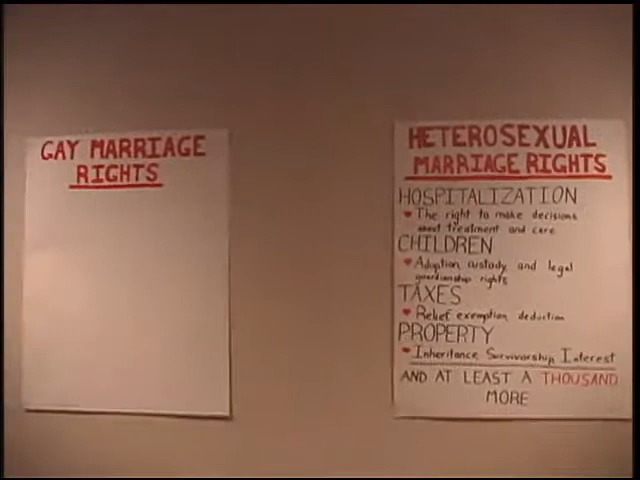 GAY MARRIAGE
RIGHTS
HETEROSEXUAL
MARRIAGE RIGHTS
HOSPITALIZATION
♥ The right to make decisions
about treatment and care
CHILDREN
♥ Adoption, custody, and legal
guardianship rights
TAXES
♥ Relief exemption, deduction
PROPERTY
♥ Inheritance, Survivorship, Interest
AND AT LEAST A THOUSAND
MORE